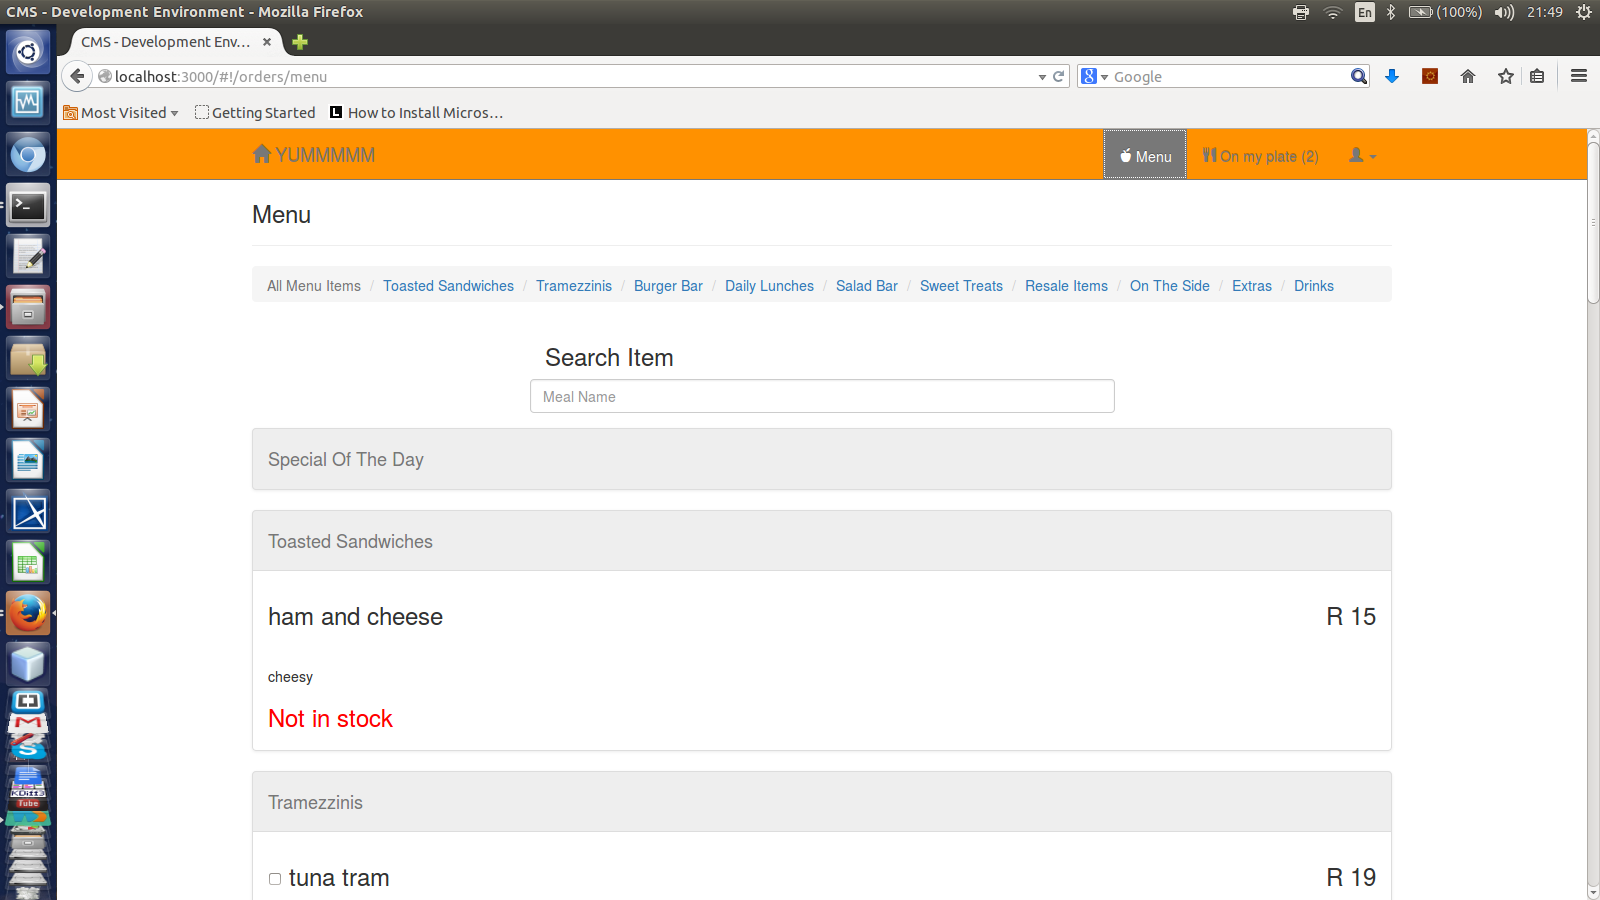 CMS - Development Environment - Mozilla Firefox
En (100%) 21:49
CMS - Development Env...
localhost:3000/#!/orders/menu
Google
Most Visited Getting Started How to Install Micros...
YUMMMMM Menu On my plate (2)
Menu
All Menu Items / Toasted Sandwiches / Tramezzinis / Burger Bar / Daily Lunches / Salad Bar / Sweet Treats / Resale Items / On The Side / Extras / Drinks
Search Item
Meal Name
Special Of The Day
Toasted Sandwiches
ham and cheese R 15
cheesy
Not in stock
Tramezzinis
tuna tram R 19
KDiff3
Tube